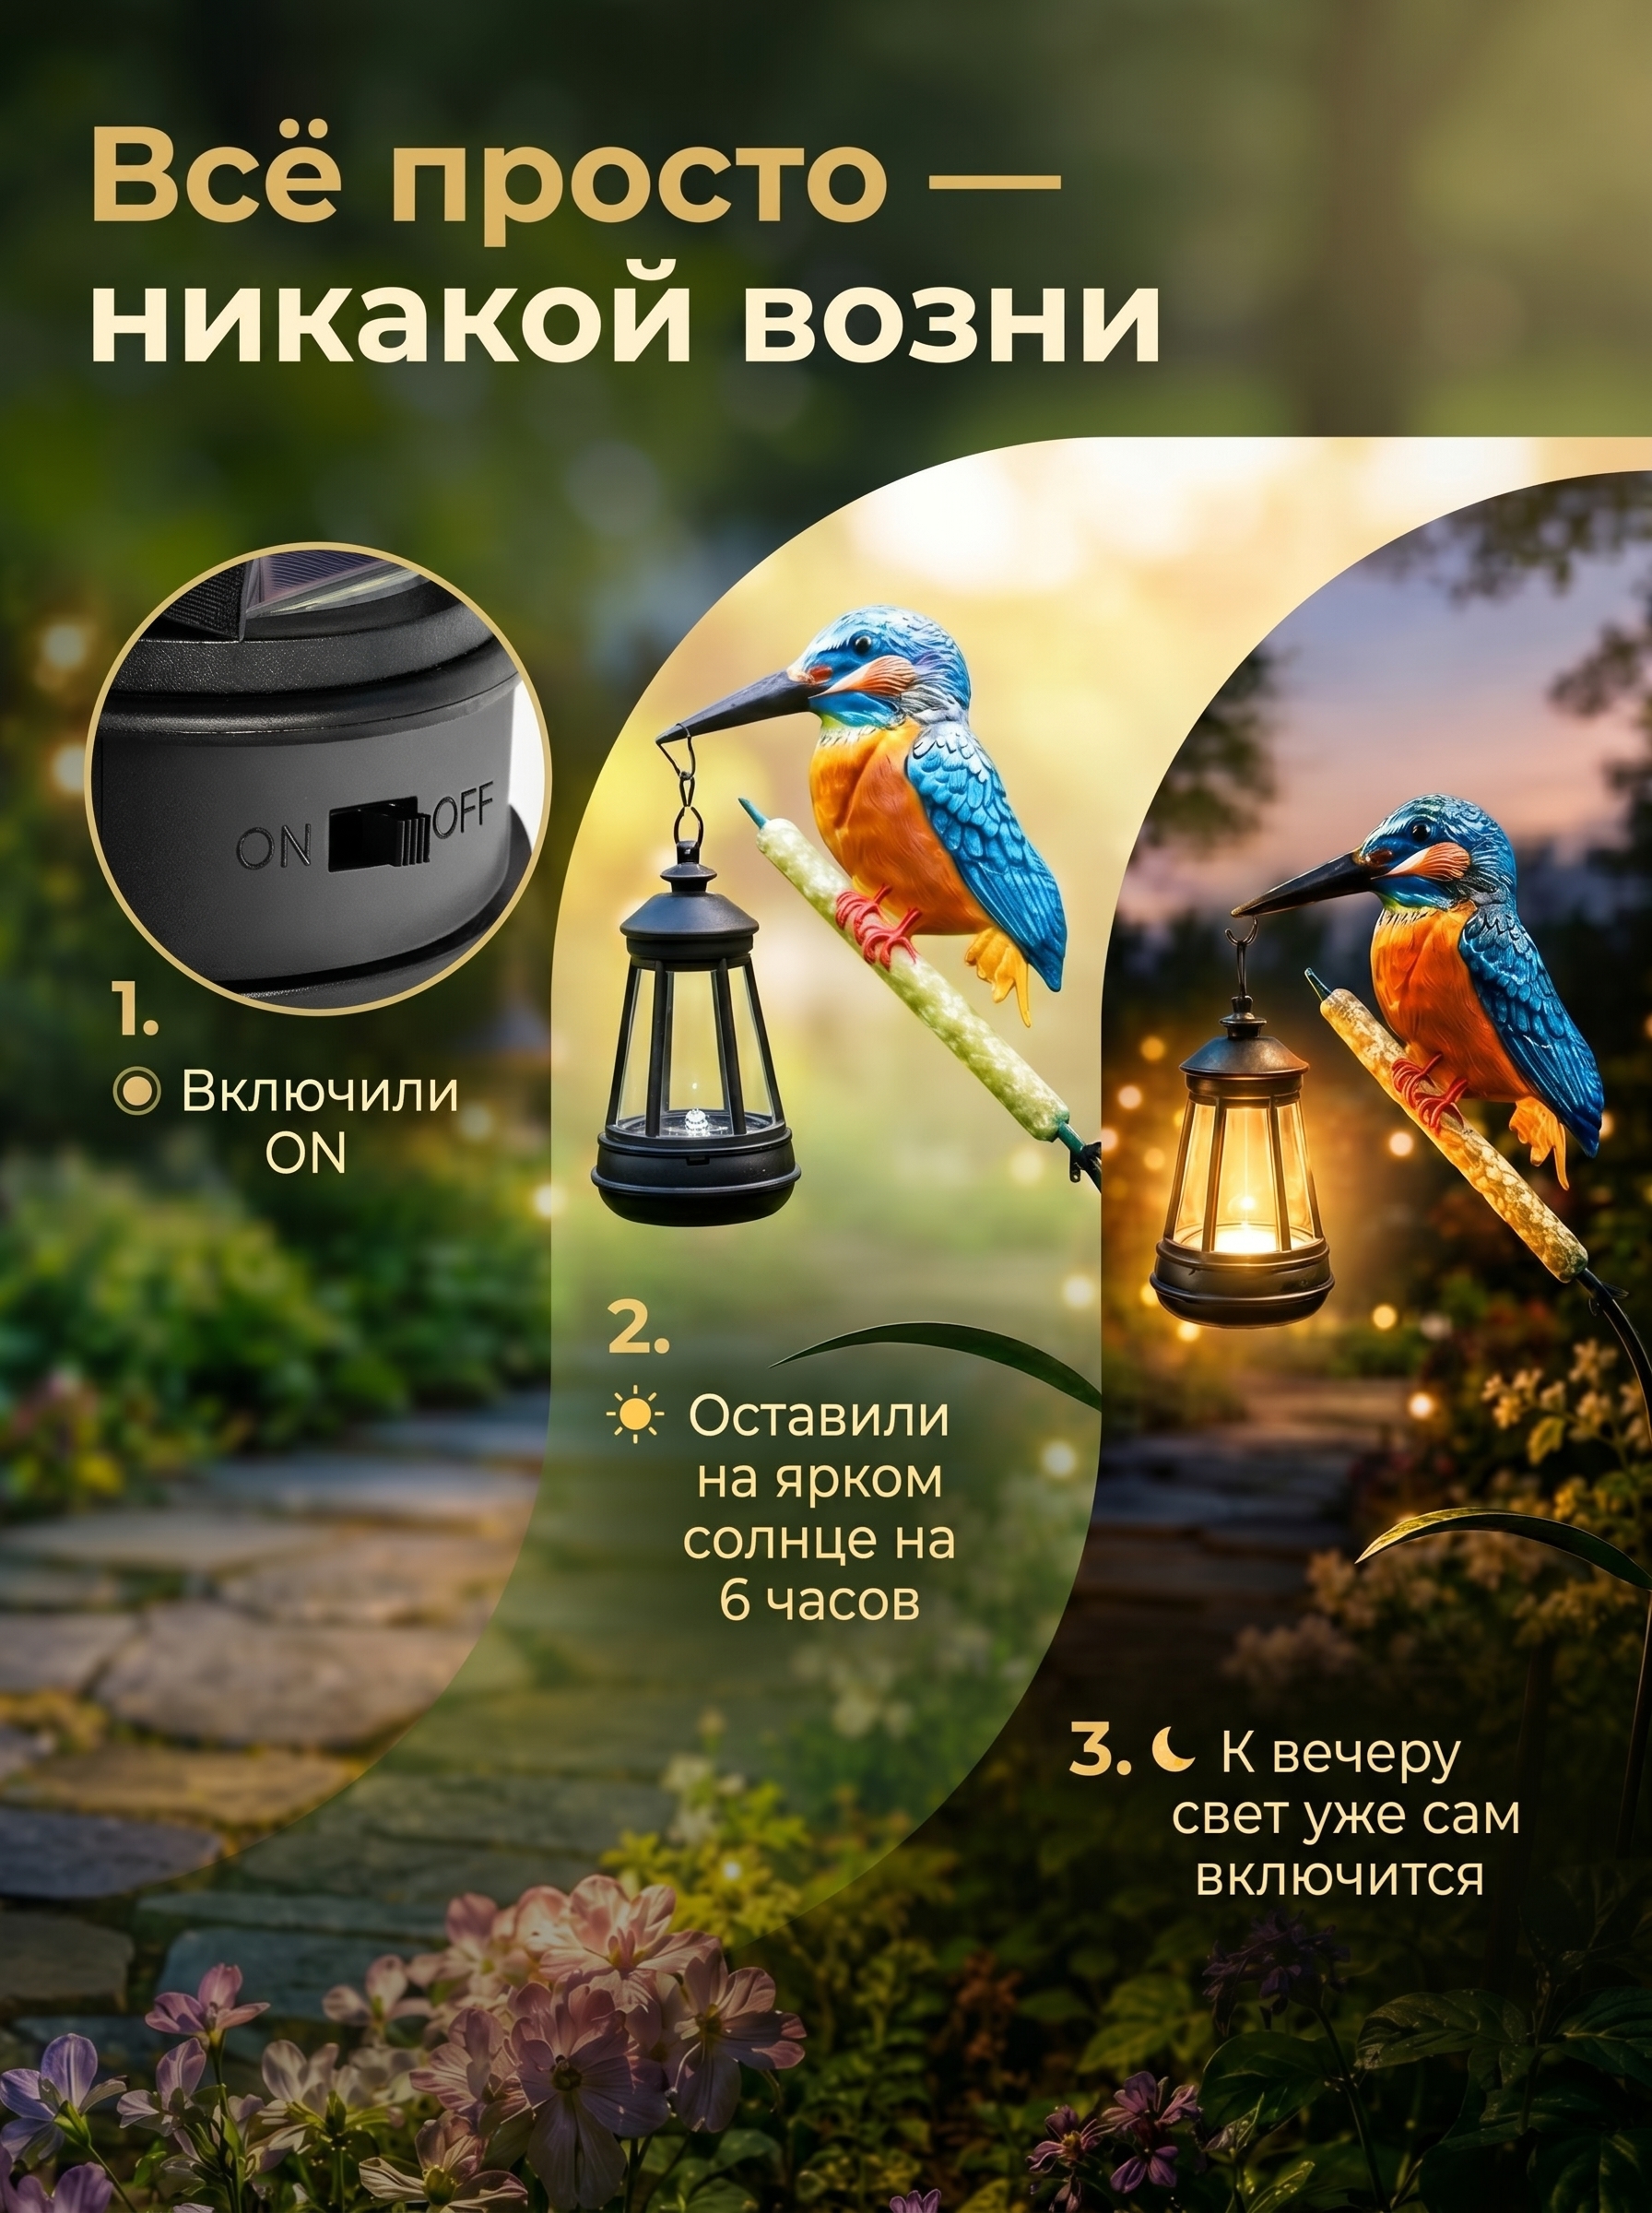 Всё просто —
никакой возни
ON OFF
1.
Включили
ON
2.
Оставили
на ярком
солнце на
6 часов
3. К вечеру
свет уже сам
включится